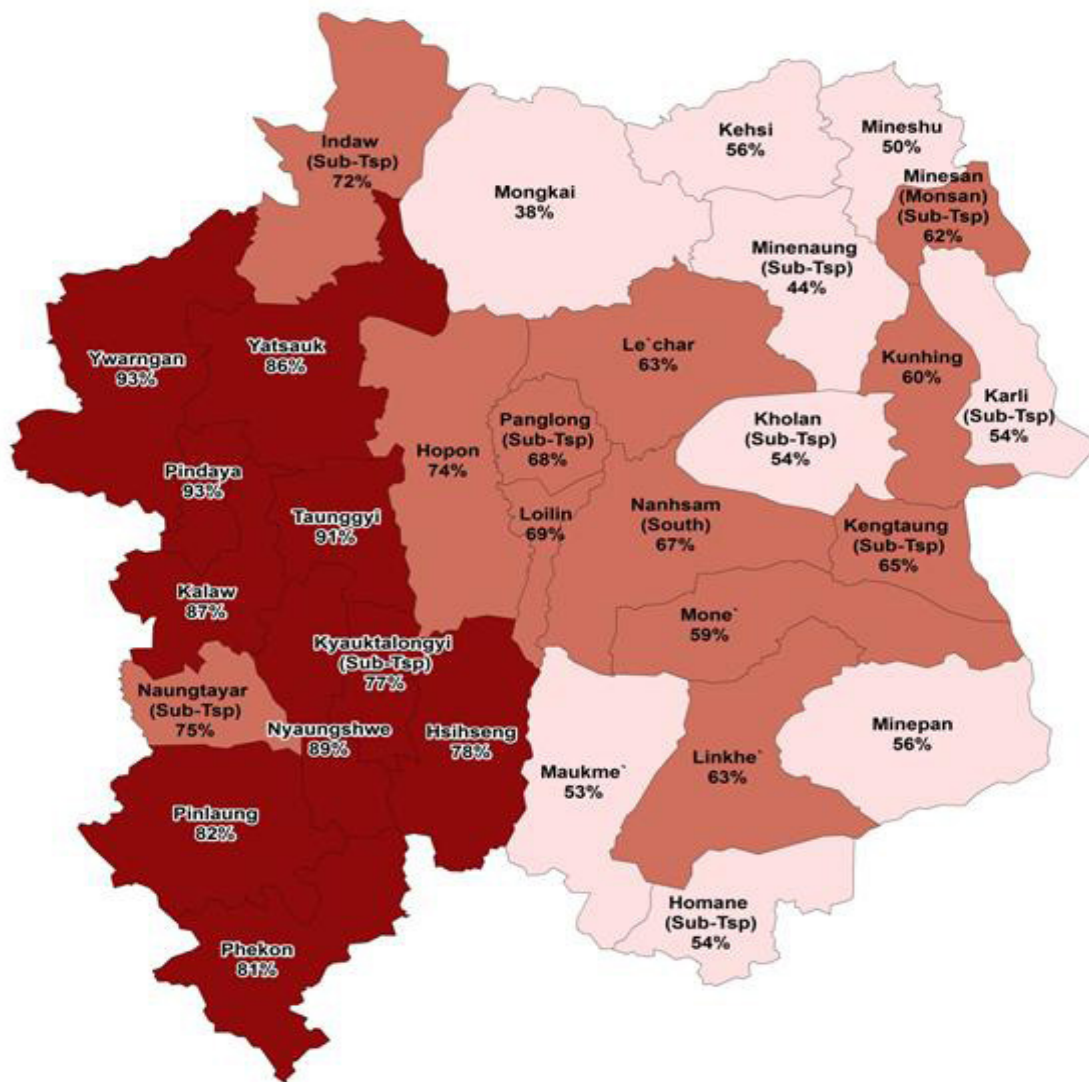 Indaw
(Sub-Tsp)
72%
Mongkai
38%
Kehsi
56%
Mineshu
50%
Minesan
(Monsan)
(Sub-Tsp)
62%
Minenaung
(Sub-Tsp)
44%
Ywarngan
93%
Yatsauk
86%
Le`char
63%
Kunhing
60%
Karli
(Sub-Tsp)
54%
Panglong
(Sub-Tsp)
68%
Kholan
(Sub-Tsp)
54%
Hopon
74%
Pindaya
93%
Taunggyi
91%
Loilin
69%
Nanhsam
(South)
67%
Kengtaung
(Sub-Tsp)
65%
Kalaw
87%
Mone`
59%
Kyauktalongyi
(Sub-Tsp)
77%
Naungtayar
(Sub-Tsp)
75%
Nyaungshwe
89%
Hsihseng
78%
Minepan
56%
Linkhe`
63%
Maukme`
53%
Pinlaung
82%
Homane
(Sub-Tsp)
54%
Phekon
81%